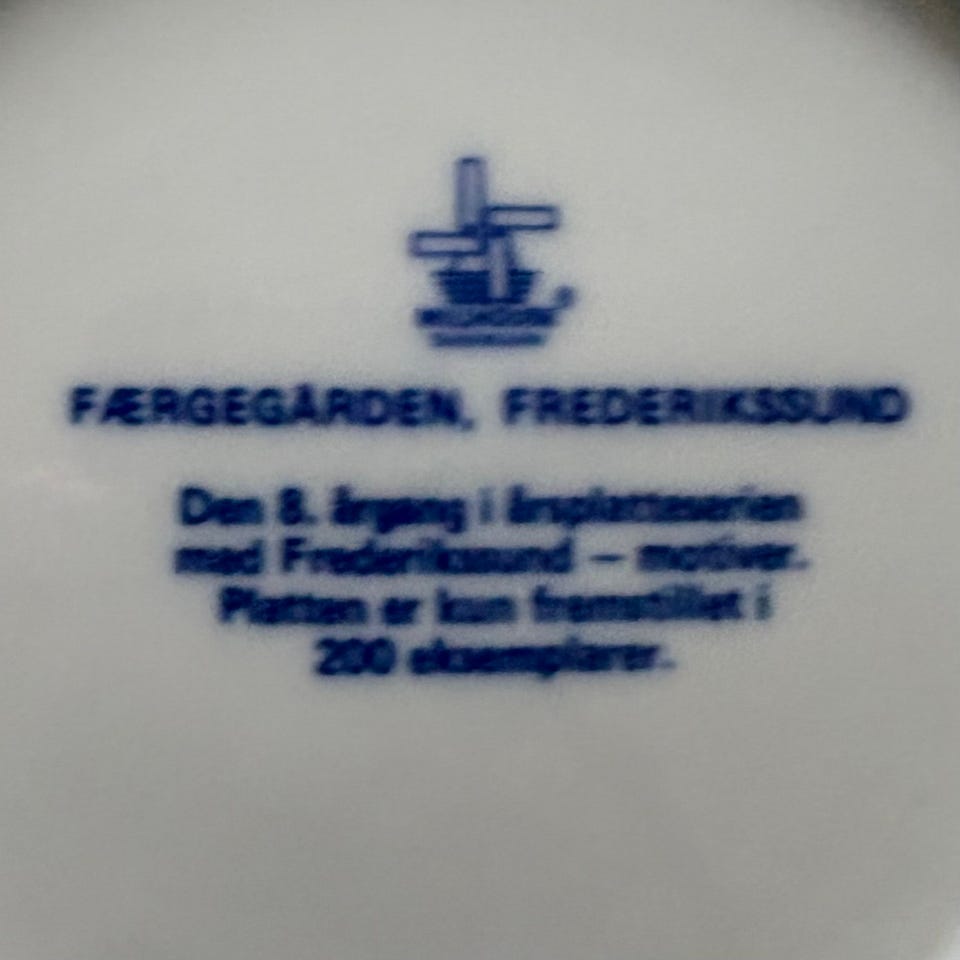 FÆRGEGÅRDEN, FREDERIKSSUND
Den 8. årgang i årsplatteserien
med Frederikssund – motiver.
Platten er kun fremstillet i
200 eksemplarer.